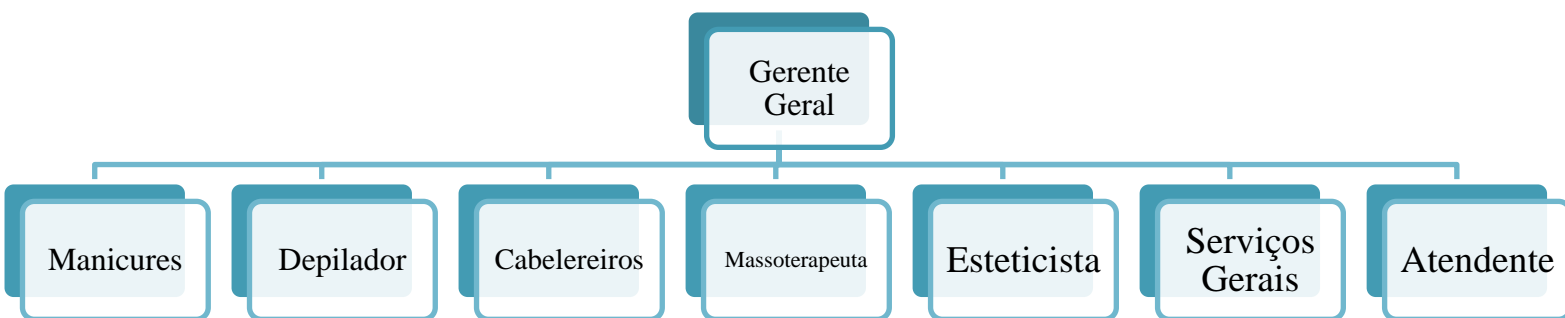 Gerente
Geral
Manicures
Depilador
Cabelereiros
Massoterapeuta
Esteticista
Serviços
Gerais
Atendente